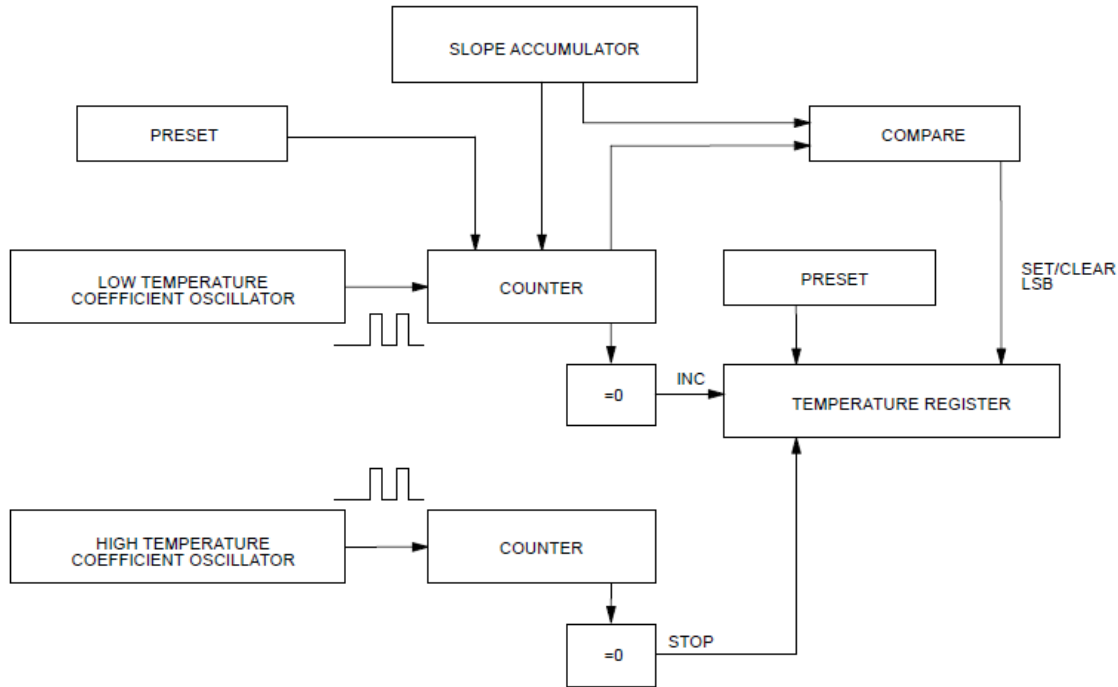 SLOPE ACCUMULATOR
PRESET
COMPARE
LOW TEMPERATURE
COEFFICIENT OSCILLATOR
COUNTER
PRESET
SET/CLEAR
LSB
=0
INC
TEMPERATURE REGISTER
HIGH TEMPERATURE
COEFFICIENT OSCILLATOR
COUNTER
=0
STOP